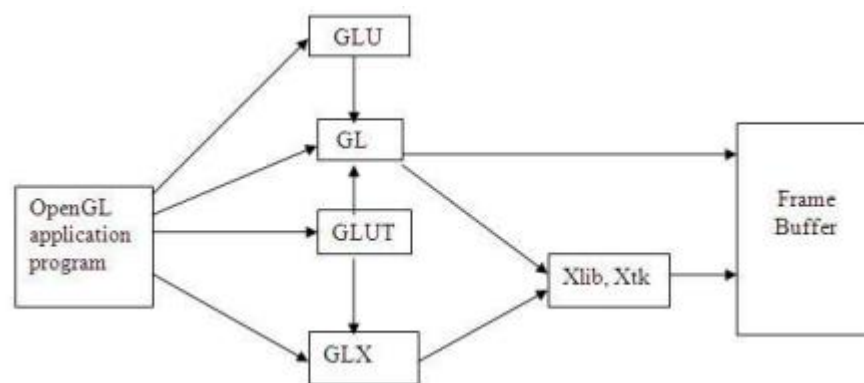 GLU
GL
OpenGL
application
program
GLUT
GLX
Xlib, Xtk
Frame
Buffer